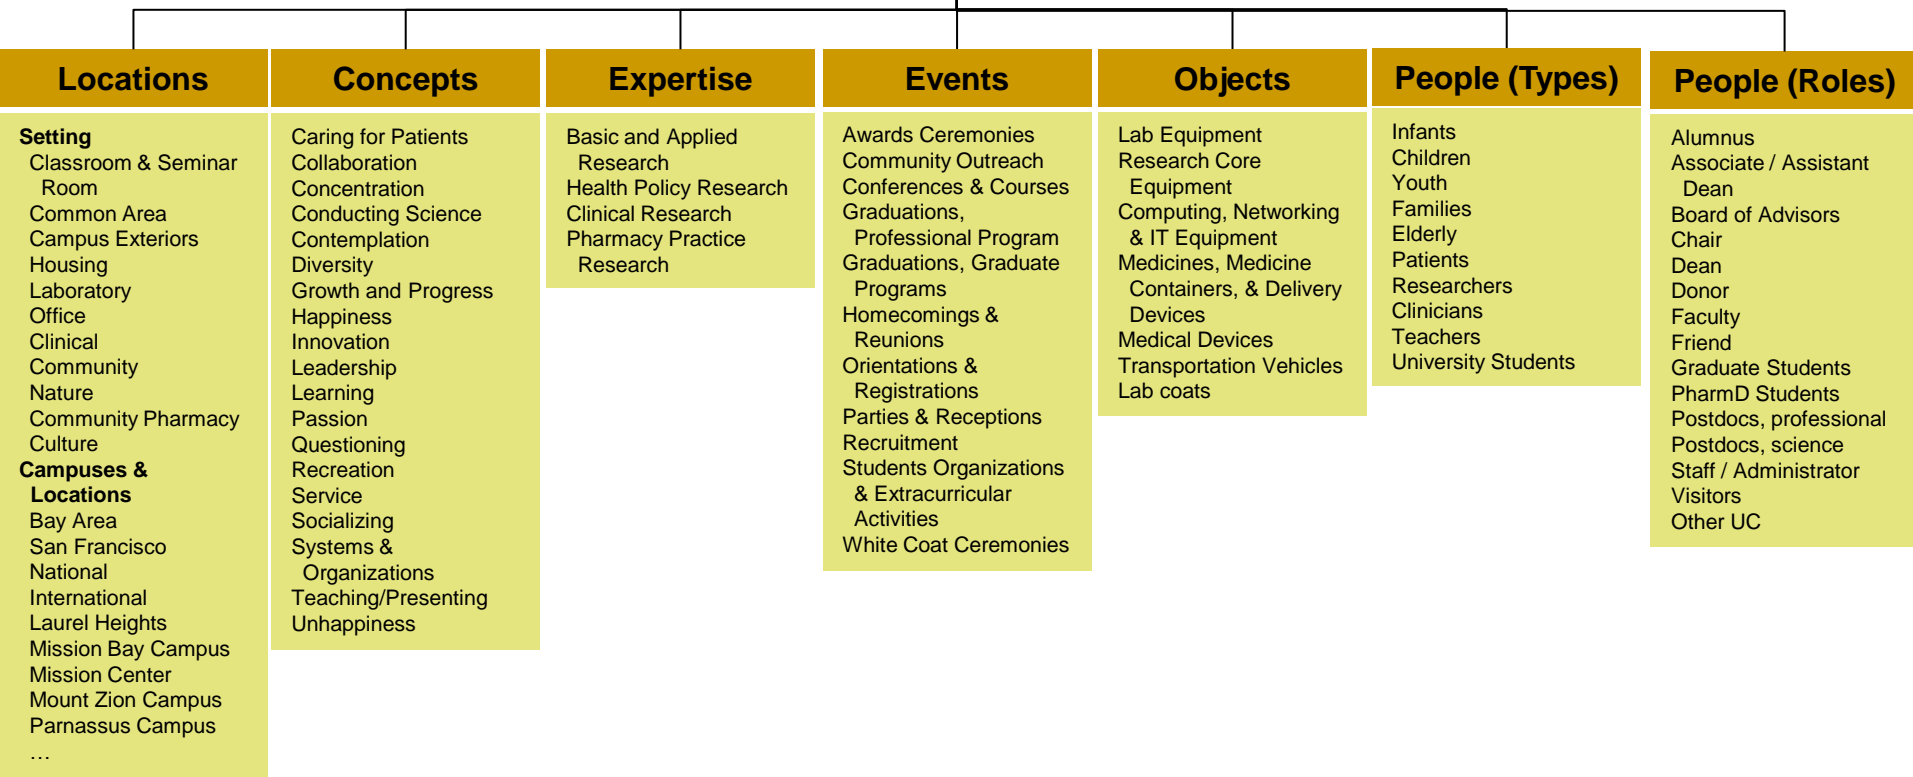 Locations
Setting
Classroom & Seminar
Room
Common Area
Campus Exteriors
Housing
Laboratory
Office
Clinical
Community
Nature
Community Pharmacy
Culture
Campuses &
Locations
Bay Area
San Francisco
National
International
Laurel Heights
Mission Bay Campus
Mission Center
Mount Zion Campus
Parnassus Campus
…
Concepts
Caring for Patients
Collaboration
Concentration
Conducting Science
Contemplation
Diversity
Growth and Progress
Happiness
Innovation
Leadership
Learning
Passion
Questioning
Recreation
Service
Socializing
Systems &
Organizations
Teaching/Presenting
Unhappiness
Expertise
Basic and Applied
Research
Health Policy Research
Clinical Research
Pharmacy Practice
Research
Events
Awards Ceremonies
Community Outreach
Conferences & Courses
Graduations,
Professional Program
Graduations, Graduate
Programs
Homecomings &
Reunions
Orientations &
Registrations
Parties & Receptions
Recruitment
Students Organizations
& Extracurricular
Activities
White Coat Ceremonies
Objects
Lab Equipment
Research Core
Equipment
Computing, Networking
& IT Equipment
Medicines, Medicine
Containers, & Delivery
Devices
Medical Devices
Transportation Vehicles
Lab coats
People (Types)
Infants
Children
Youth
Families
Elderly
Patients
Researchers
Clinicians
Teachers
University Students
People (Roles)
Alumnus
Associate / Assistant
Dean
Board of Advisors
Chair
Dean
Donor
Faculty
Friend
Graduate Students
PharmD Students
Postdocs, professional
Postdocs, science
Staff / Administrator
Visitors
Other UC